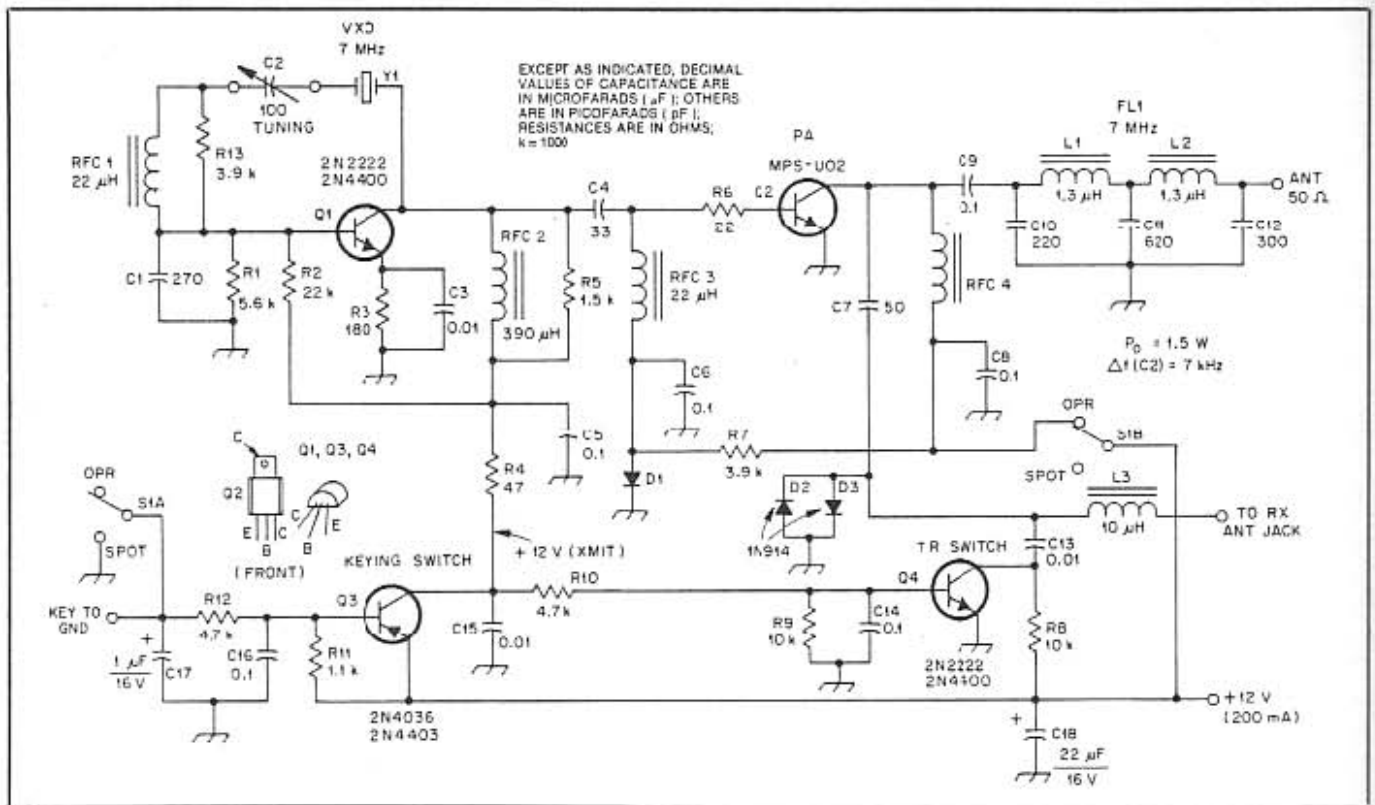 VXO
7 MHz
C2
100
TUNING
Y1
EXCEPT AS INDICATED, DECIMAL
VALUES OF CAPACITANCE ARE
IN MICROFARADS ( µF ); OTHERS
ARE IN PICOFARADS ( pF );
RESISTANCES ARE IN OHMS;
k = 1000
RFC 1
22 µH
R13
3.9 k
2N2222
2N4400
Q1
C1
270
R1
5.6 k
R2
22 k
R3
180
C3
0.01
RFC 2
390 µH
R5
1.5 k
C4
33
RFC 3
22 µH
R6
22
C2
PA
MPS-U02
C9
0.1
FL1
7 MHz
L1
1.3 µH
L2
1.3 µH
ANT
50 Ω
C10
220
C11
620
C12
300
C7
50
RFC 4
C8
0.1
Po = 1.5 W
Δf (C2) = 7 kHz
C6
0.1
C5
0.1
R4
47
D1
R7
3.9 k
OPR
S1B
SPOT
L3
10 µH
TO RX
ANT JACK
D2
D3
1N914
C13
0.01
TR SWITCH
Q4
2N2222
2N4400
R8
10 k
R9
10 k
C14
0.1
R10
4.7 k
+ 12 V (XMIT)
C
Q1, Q3, Q4
Q2
E
B
C
C
B
E
(FRONT)
OPR
S1A
SPOT
KEYING SWITCH
Q3
KEY TO
GND
R12
4.7 k
1 µF
16 V
C17
C16
0.1
R11
1.1 k
C15
0.01
2N4036
2N4403
+12 V
(200 mA)
+
C18
22 µF
16 V